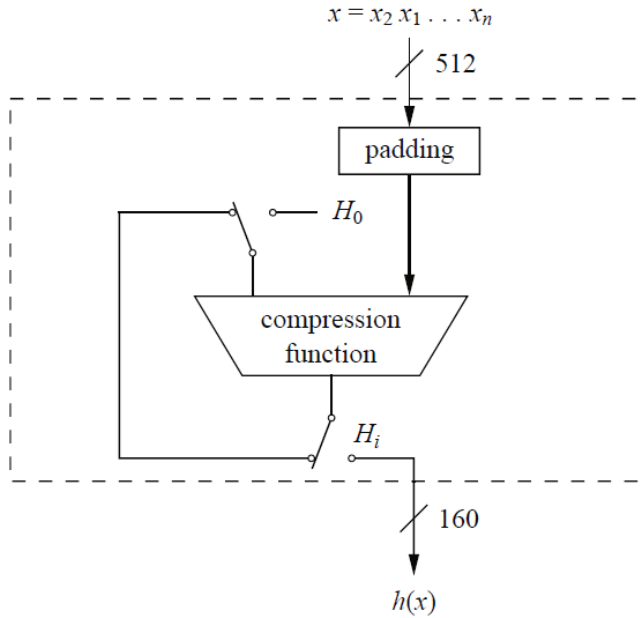 x = x₂ x₁ . . . xₙ
512
padding
H₀
compression
function
Hᵢ
160
h(x)